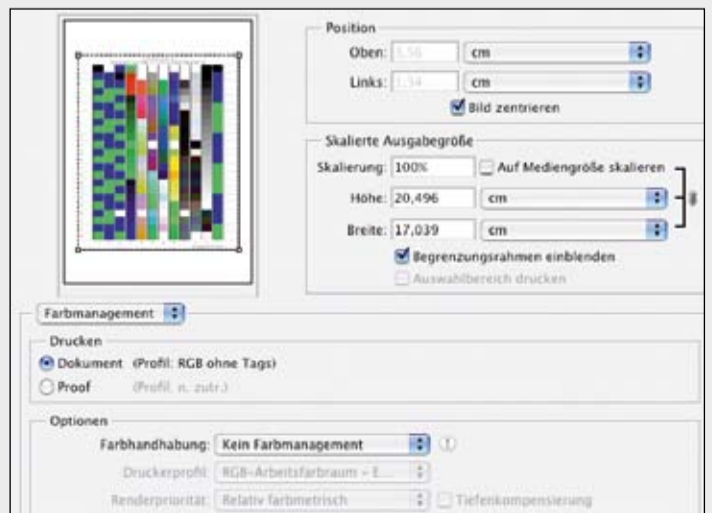 Position
Oben: 3,56 cm
Links: cm
Bild zentrieren
Skalierte Ausgabegröße
Skalierung: 100% Auf Mediengröße skalieren
Höhe: 20,496 cm
Breite: 17,039 cm
Begrenzungsrahmen einblenden
Auswahlbereich drucken
Farbmanagement
Drucken
Dokument (Profil: RGB ohne Tags)
Proof (Profil: n. zutr.)
Optionen
Farbhandhabung: Kein Farbmanagement
Druckerprofil: RGB-Arbeitsfarbraum – E...
Renderpriorität: Relativ farbmetrisch Tiefenkompensierung